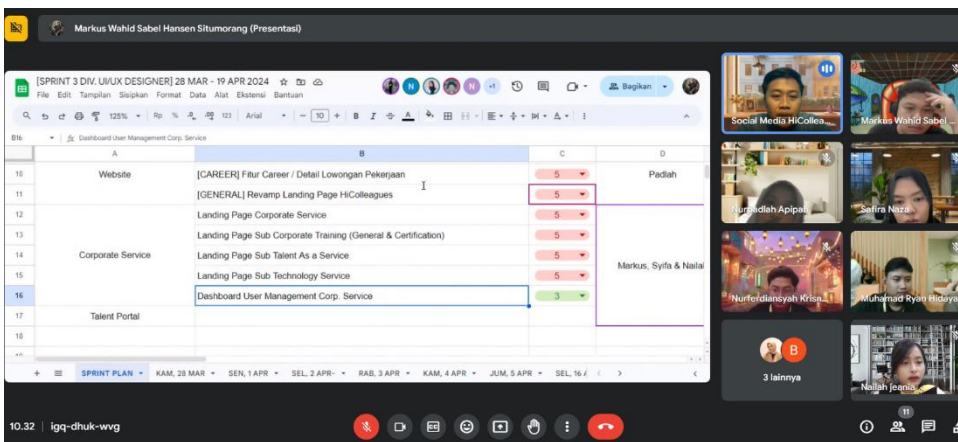 Markus Wahid Sabel Hansen Situmorang (Presentasi)
[SPRINT 3 DIV. UI/UX DESIGNER] 28 MAR - 19 APR 2024
File Edit Tampilan Sisipkan Format Data Alat Ekstensi Bantuan
N N +1 Bagikan
125% Rp % .0 .00 123 Arial 10 B I A
B16 fx Dashboard User Management Corp. Service
A B C D
10 Website [CAREER] Fitur Career / Detail Lowongan Pekerjaan 5 Padlah
11 [GENERAL] Revamp Landing Page HiColleagues 5
12 Landing Page Corporate Service 5
13 Landing Page Sub Corporate Training (General & Certification) 5
14 Corporate Service Landing Page Sub Talent As a Service 5
Markus, Syifa & Nailal
15 Landing Page Sub Technology Service 5
16 Dashboard User Management Corp. Service 3
17 Talent Portal
18
SPRINT PLAN KAM, 28 MAR SEN, 1 APR SEL, 2 APR RAB, 3 APR KAM, 4 APR JUM, 5 APR SEL, 16
Social Media HiCollea...
Markus Wahid Sabel ...
Nurpadlah Apipah
Safira Naza
Nurferdiansyah Krisn...
Muhamad Ryan Hidaya
B
3 lainnya
Nailah Jeania
10.32 | igq-dhuk-wvg
11